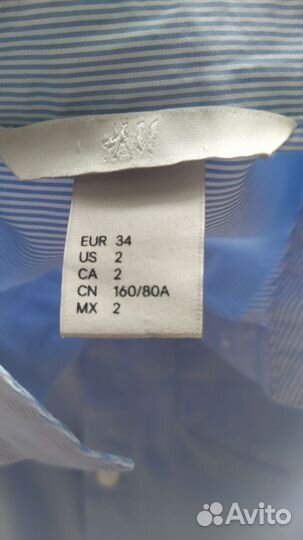 H&M
EUR 34
US 2
CA 2
CN 160/80A
MX 2
Avito